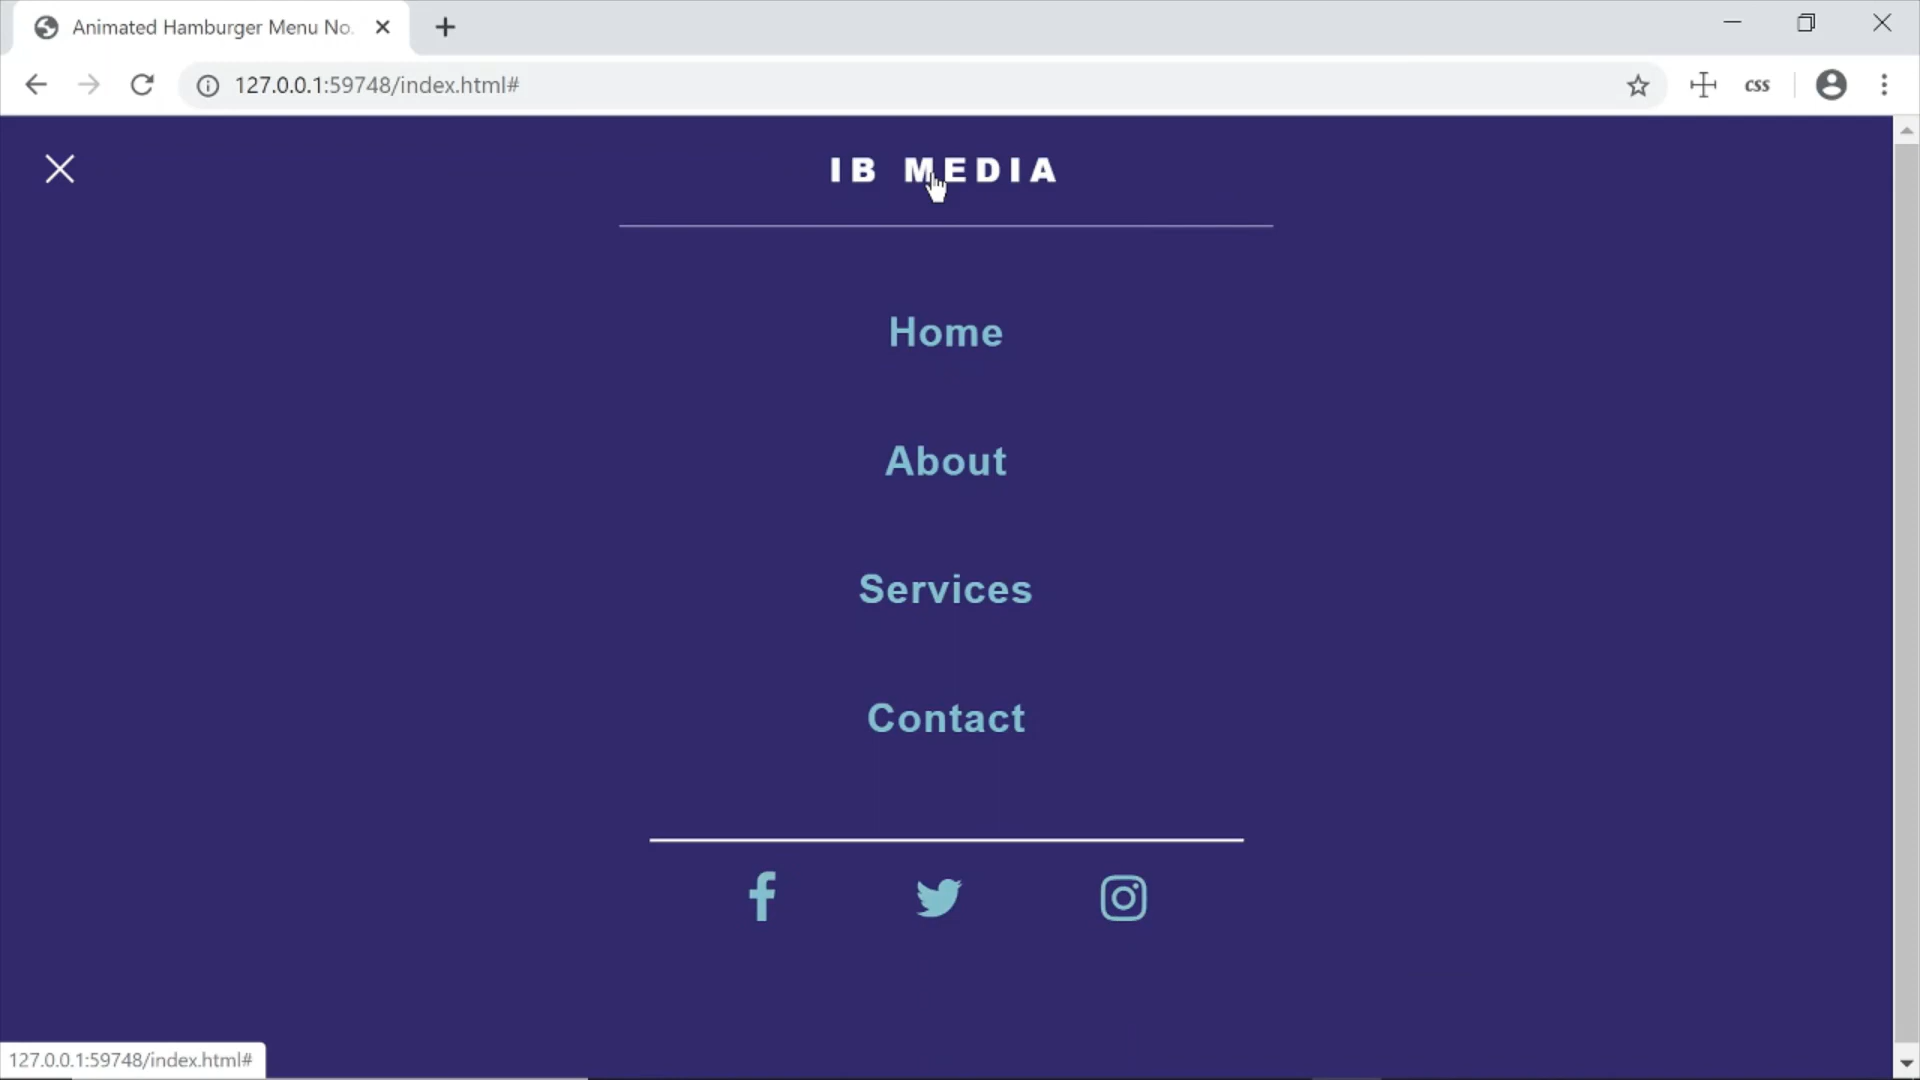 Animated Hamburger Menu No.
127.0.0.1:59748/index.html#
css
IB MEDIA
Home
About
Services
Contact
127.0.0.1:59748/index.html#